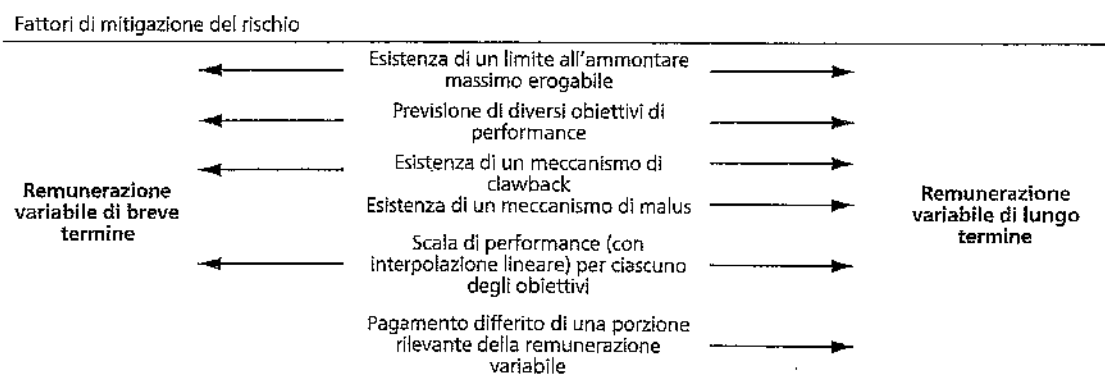 Fattori di mitigazione del rischio
Esistenza di un limite all'ammontare
massimo erogabile
Previsione di diversi obiettivi di
performance
Esistenza di un meccanismo di
clawback
Esistenza di un meccanismo di malus
Scala di performance (con
interpolazione lineare) per ciascuno
degli obiettivi
Pagamento differito di una porzione
rilevante della remunerazione
variabile
Remunerazione
variabile di breve
termine
Remunerazione
variabile di lungo
termine